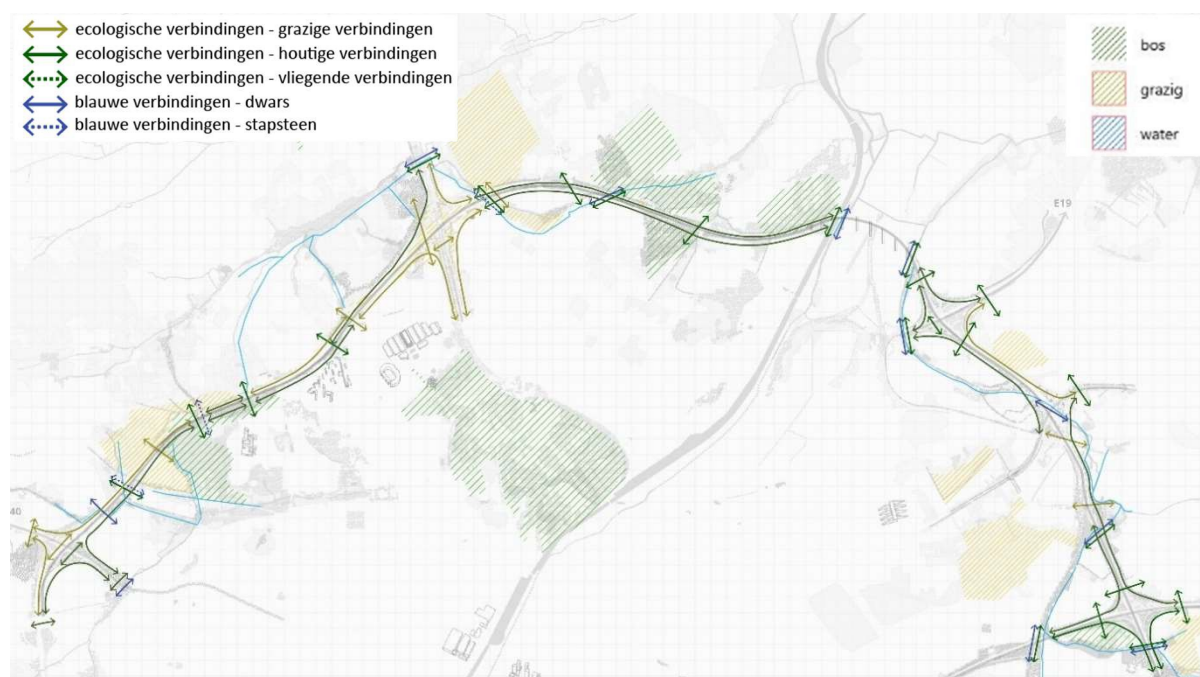 ecologische verbindingen - grazige verbindingen
ecologische verbindingen - houtige verbindingen
ecologische verbindingen - vliegende verbindingen
blauwe verbindingen - dwars
blauwe verbindingen - stapsteen
bos
grazig
water
E19
40